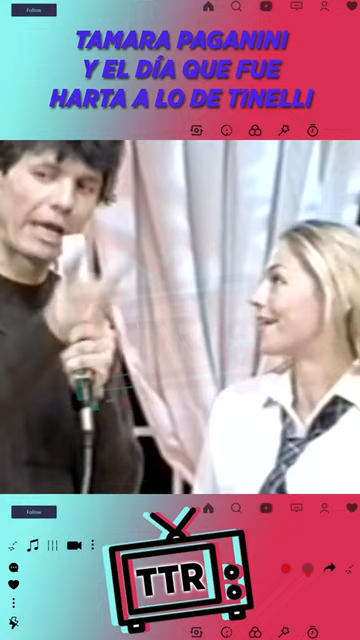 Follow
TAMARA PAGANINI
Y EL DÍA QUE FUE
HARTA A LO DE TINELLI
Follow
TTR